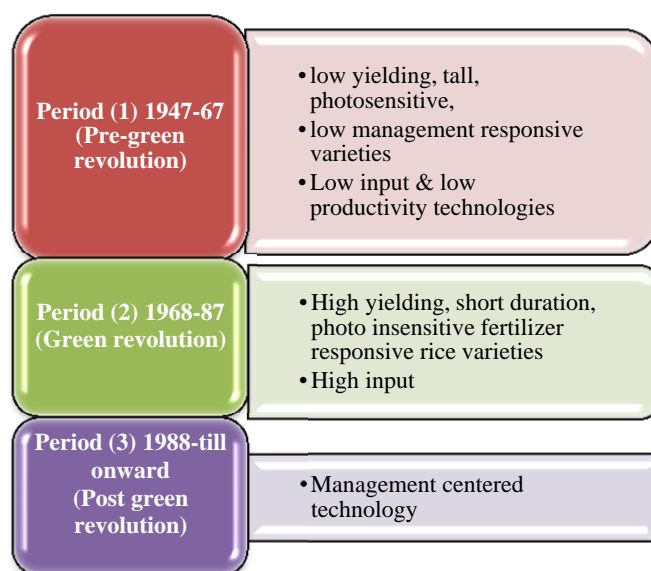 Period (1) 1947-67
(Pre-green
revolution)
• low yielding, tall,
photosensitive,
• low management responsive
varieties
• Low input & low
productivity technologies
Period (2) 1968-87
(Green revolution)
• High yielding, short duration,
photo insensitive fertilizer
responsive rice varieties
• High input
Period (3) 1988-till
onward
(Post green
revolution)
• Management centered
technology